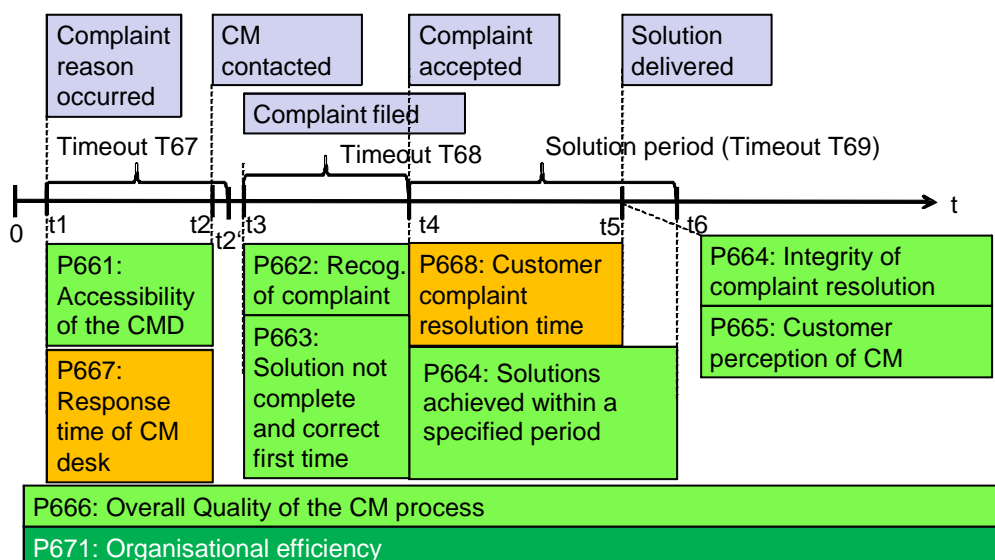 Complaint
reason
occurred
CM
contacted
Complaint
accepted
Solution
delivered
Complaint filed
Timeout T67
Timeout T68
Solution period (Timeout T69)
t
0
t1
t2
t2'
t3
t4
t5
t6
P661:
Accessibility
of the CMD
P662: Recog.
of complaint
P668: Customer
complaint
resolution time
P664: Integrity of
complaint resolution
P665: Customer
perception of CM
P667:
Response
time of CM
desk
P663:
Solution not
complete
and correct
first time
P664: Solutions
achieved within a
specified period
P666: Overall Quality of the CM process
P671: Organisational efficiency